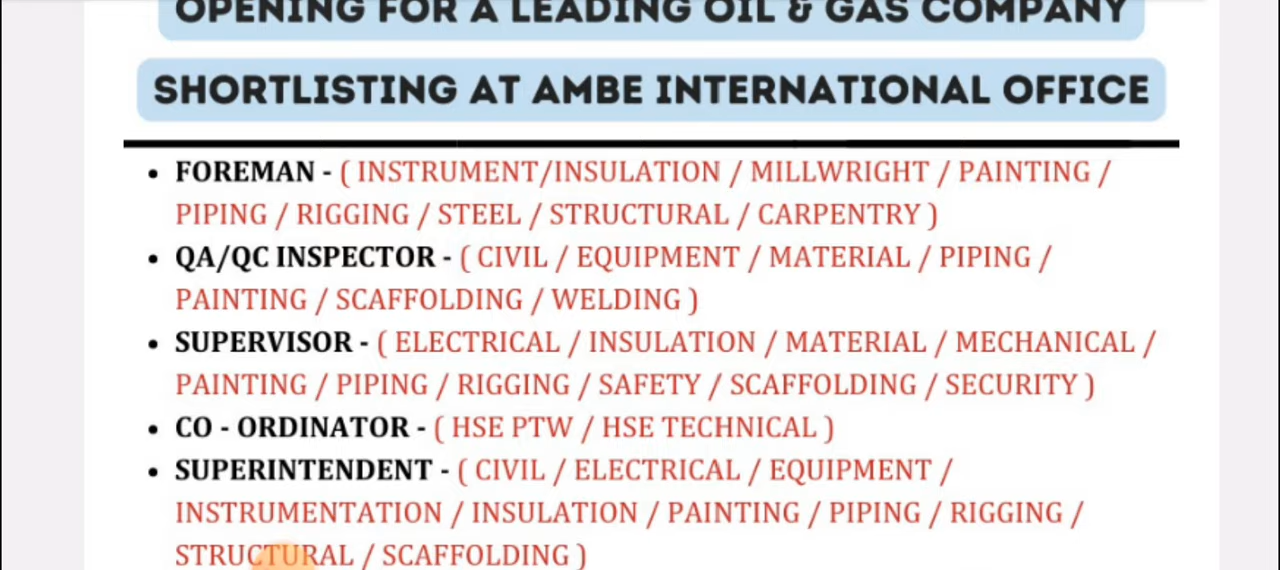 OPENING FOR A LEADING OIL & GAS COMPANY
SHORTLISTING AT AMBE INTERNATIONAL OFFICE
• FOREMAN - ( INSTRUMENT/INSULATION / MILLWRIGHT / PAINTING /
PIPING / RIGGING / STEEL / STRUCTURAL / CARPENTRY )
• QA/QC INSPECTOR - ( CIVIL / EQUIPMENT / MATERIAL / PIPING /
PAINTING / SCAFFOLDING / WELDING )
• SUPERVISOR - ( ELECTRICAL / INSULATION / MATERIAL / MECHANICAL /
PAINTING / PIPING / RIGGING / SAFETY / SCAFFOLDING / SECURITY )
• CO - ORDINATOR - ( HSE PTW / HSE TECHNICAL )
• SUPERINTENDENT - ( CIVIL / ELECTRICAL / EQUIPMENT /
INSTRUMENTATION / INSULATION / PAINTING / PIPING / RIGGING /
STRUCTURAL / SCAFFOLDING )